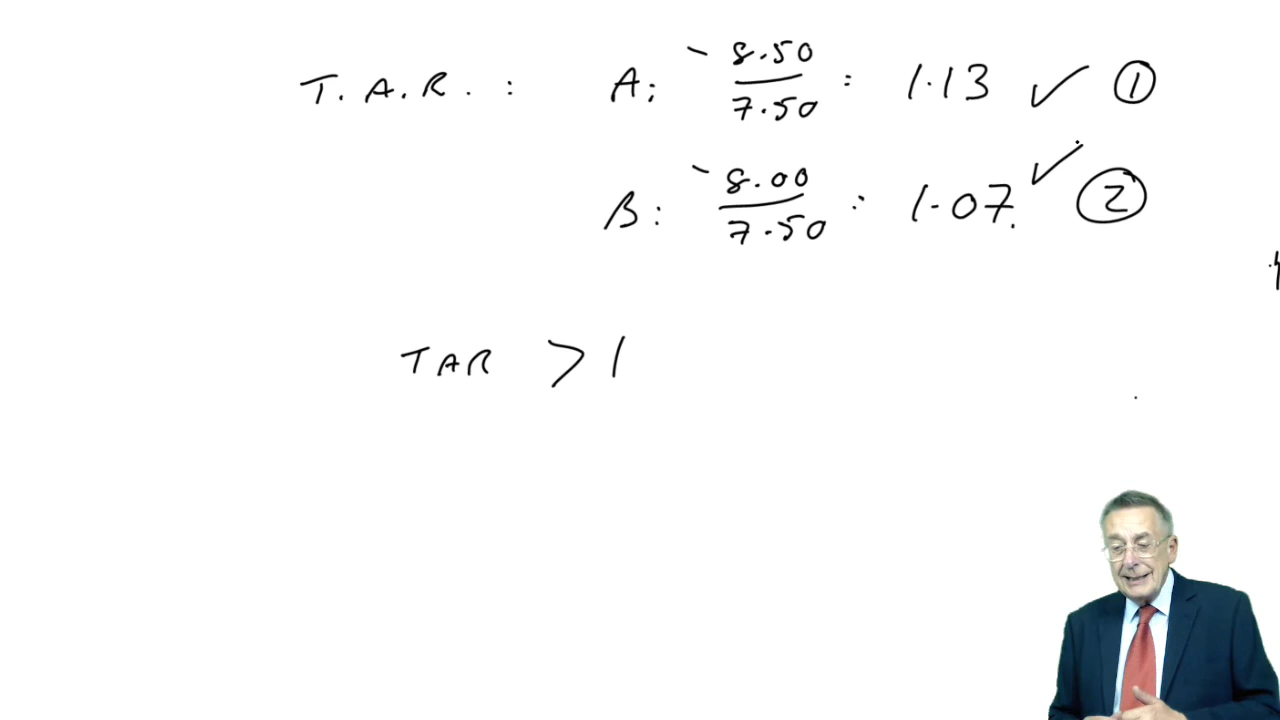 T.A.R. : A: 8.50 / 7.50 = 1.13 ✓ ①
B: 8.00 / 7.50 = 1.07. ✓ ②
TAR > 1